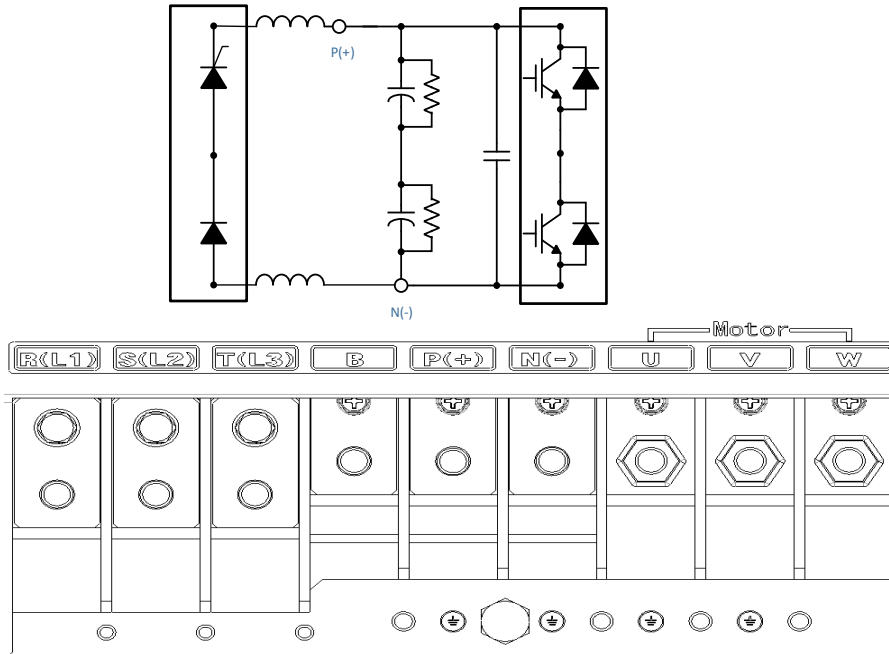 P(+)
N(-)
Motor
R(L1) S(L2) T(L3) B P(+) N(-) U V W